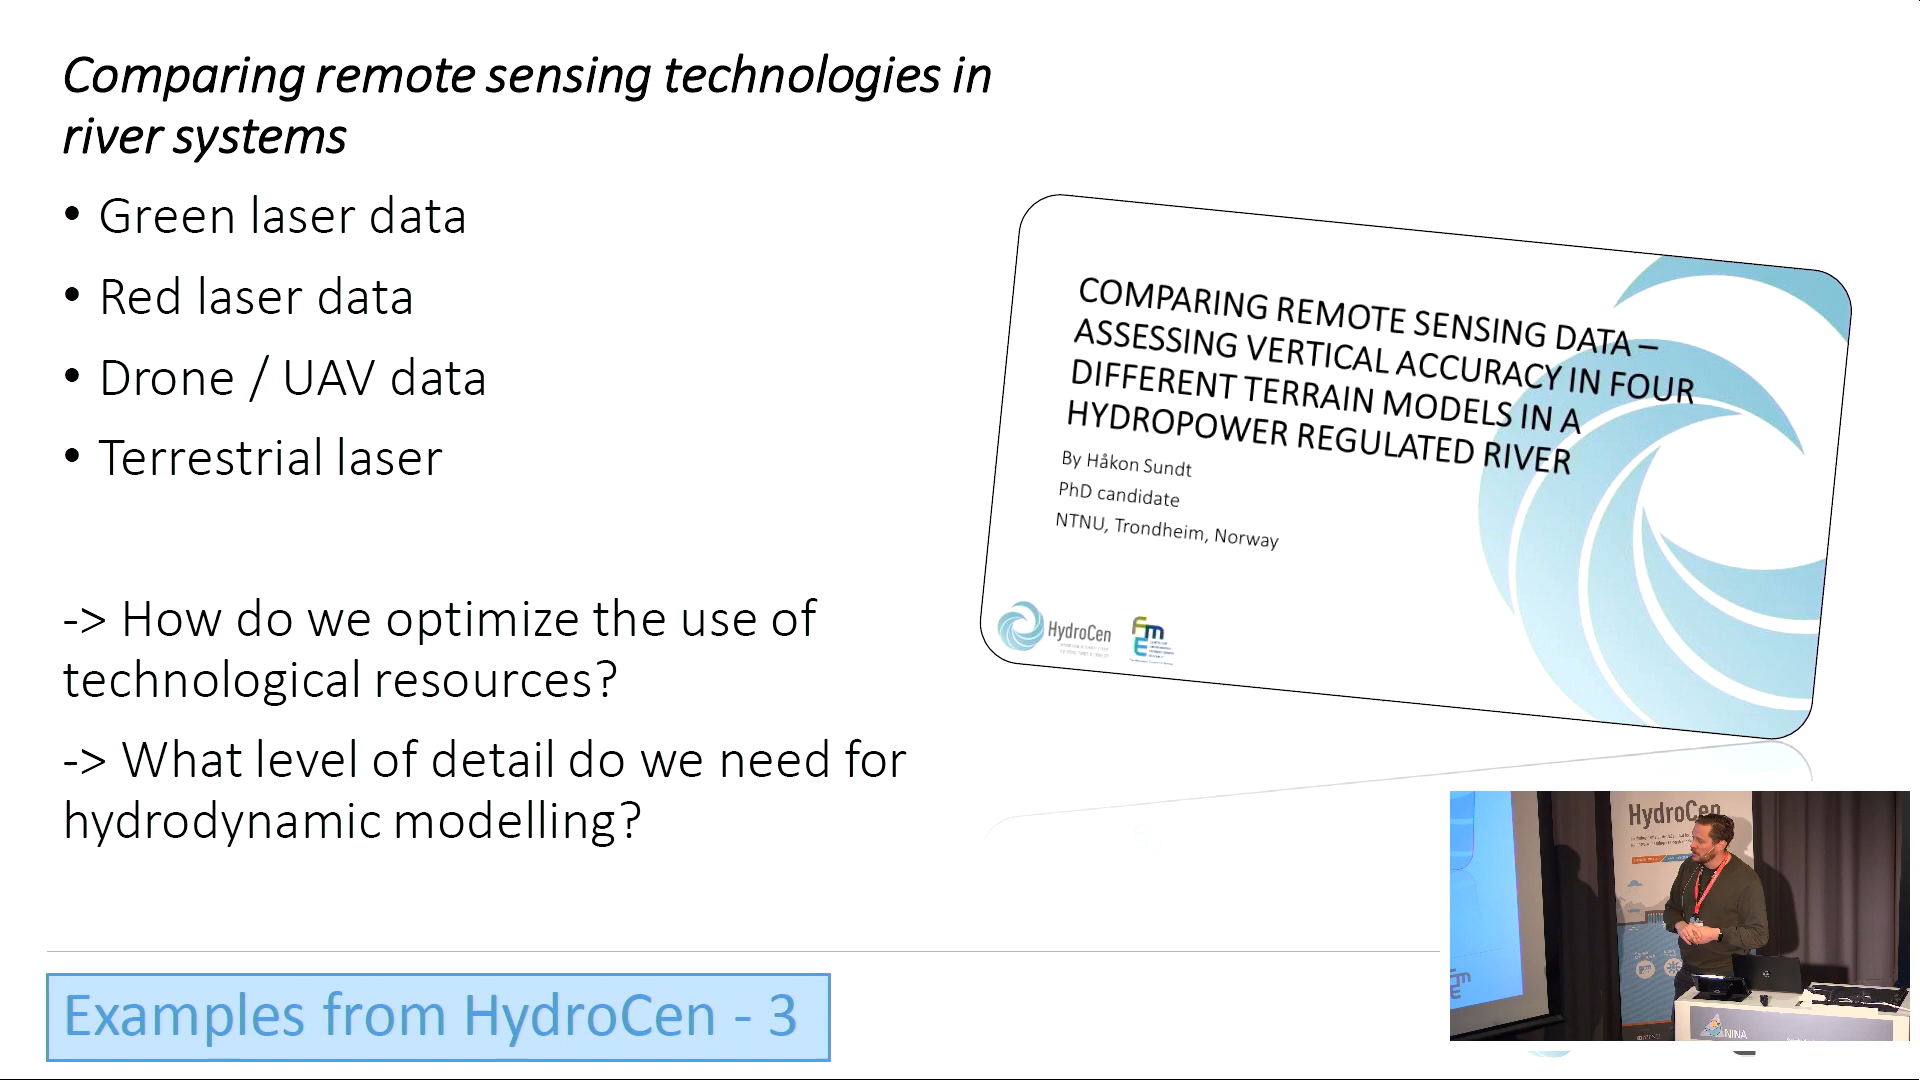 Comparing remote sensing technologies in
river systems
• Green laser data
• Red laser data
• Drone / UAV data
• Terrestrial laser
-> How do we optimize the use of
technological resources?
-> What level of detail do we need for
hydrodynamic modelling?
COMPARING REMOTE SENSING DATA –
ASSESSING VERTICAL ACCURACY IN FOUR
DIFFERENT TERRAIN MODELS IN A
HYDROPOWER REGULATED RIVER
By Håkon Sundt
PhD candidate
NTNU, Trondheim, Norway
HydroCen
FmE
HydroCen
NINA
Examples from HydroCen - 3